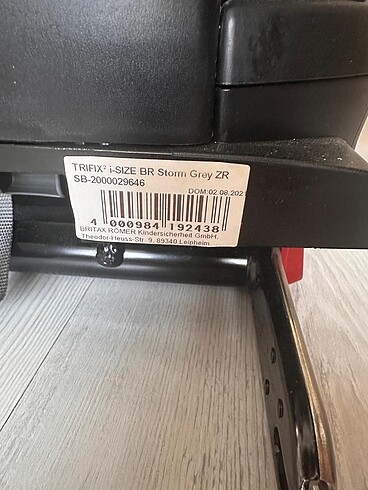 TRIFIX² i-SIZE BR Storm Grey ZR
SB-2000029646
DOM:02.08.202
4 000984 192438
BRITAX RÖMER Kindersicherheit GmbH,
Theodor-Heuss-Str. 9, 89340 Leipheim